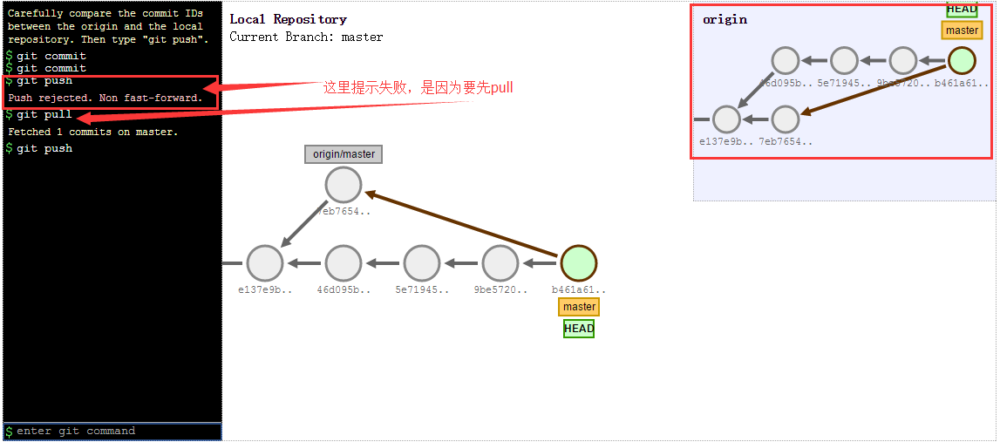 Carefully compare the commit IDs
between the origin and the local
repository. Then type "git push".
$ git commit
$ git commit
$ git push
Push rejected. Non fast-forward.
$ git pull
Fetched 1 commits on master.
$ git push
$ enter git command
Local Repository
Current Branch: master
这里提示失败，是因为要先pull
origin/master
7eb7654..
e137e9b..
46d095b..
5e71945..
9be5720..
b461a61..
master
HEAD
origin
HEAD
master
46d095b..
5e71945..
9be5720..
b461a61..
e137e9b..
7eb7654..